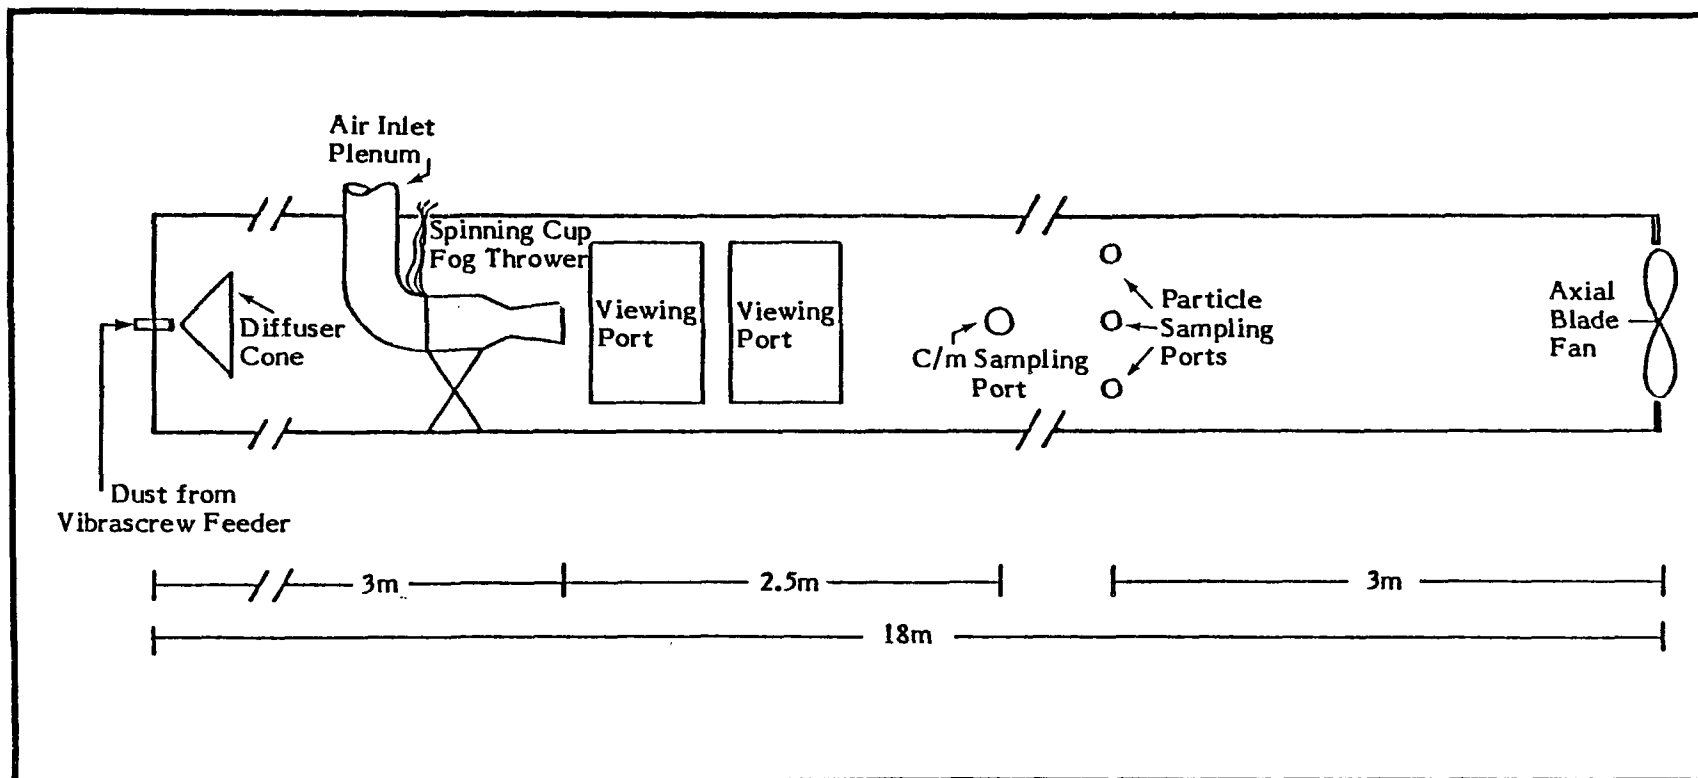 Air Inlet
Plenum
Spinning Cup
Fog Thrower
Diffuser
Cone
Viewing
Port
Viewing
Port
C/m Sampling
Port
Particle
Sampling
Ports
Axial
Blade
Fan
Dust from
Vibrascrew Feeder
3m
2.5m
3m
18m